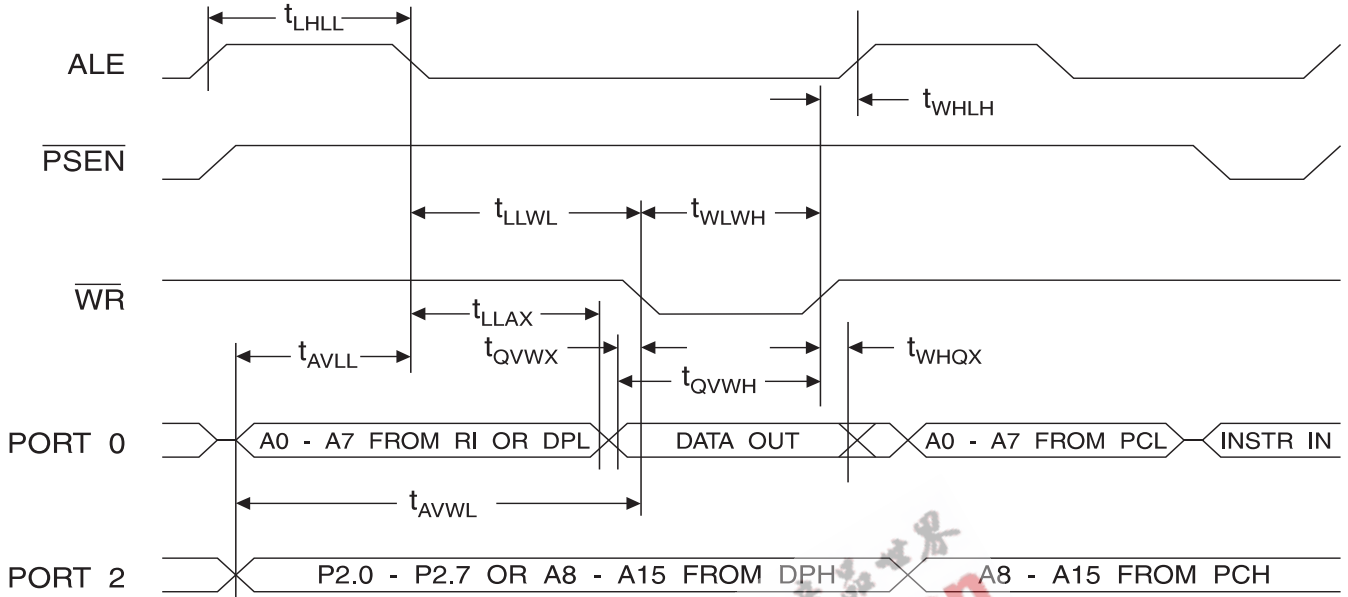 tLHLL
ALE
tWHLH
PSEN
tLLWL
tWLWH
WR
tLLAX
tAVLL
tQVWX
tWHQX
tQVWH
PORT 0
A0 - A7 FROM RI OR DPL
DATA OUT
A0 - A7 FROM PCL
INSTR IN
tAVWL
PORT 2
P2.0 - P2.7 OR A8 - A15 FROM DPH
A8 - A15 FROM PCH